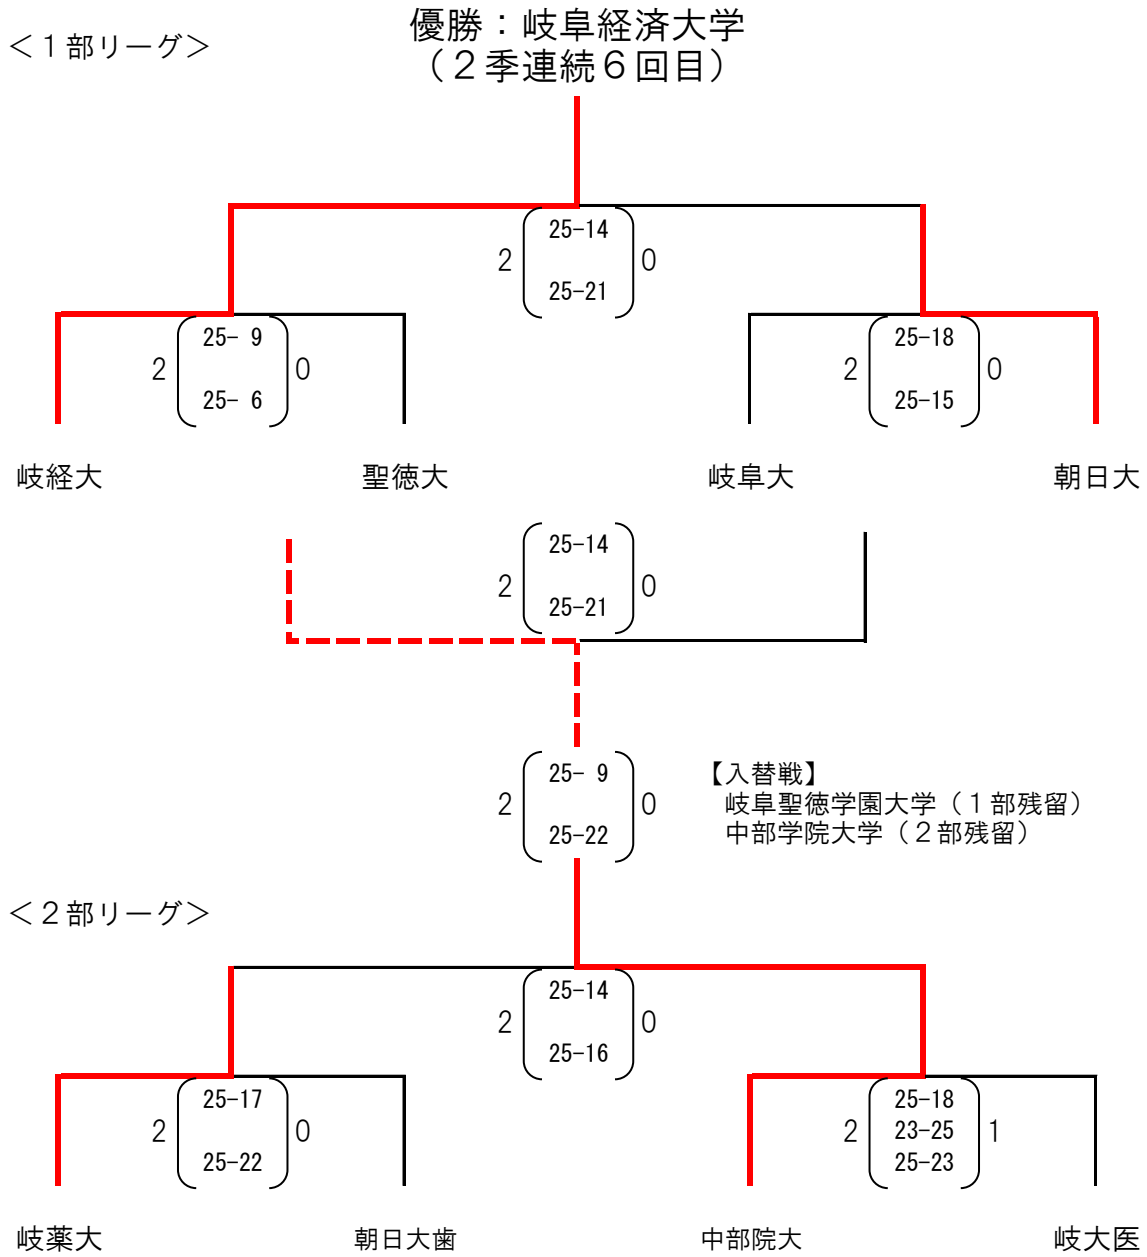 ＜１部リーグ＞
優勝：岐阜経済大学
（２季連続６回目）
2
25-14
25-21
0
2
25- 9
25- 6
0
2
25-18
25-15
0
岐経大
聖徳大
岐阜大
朝日大
2
25-14
25-21
0
2
25- 9
25-22
0
【入替戦】
岐阜聖徳学園大学（１部残留）
中部学院大学（２部残留）
＜２部リーグ＞
2
25-14
25-16
0
2
25-17
25-22
0
2
25-18
23-25
25-23
1
岐薬大
朝日大歯
中部院大
岐大医